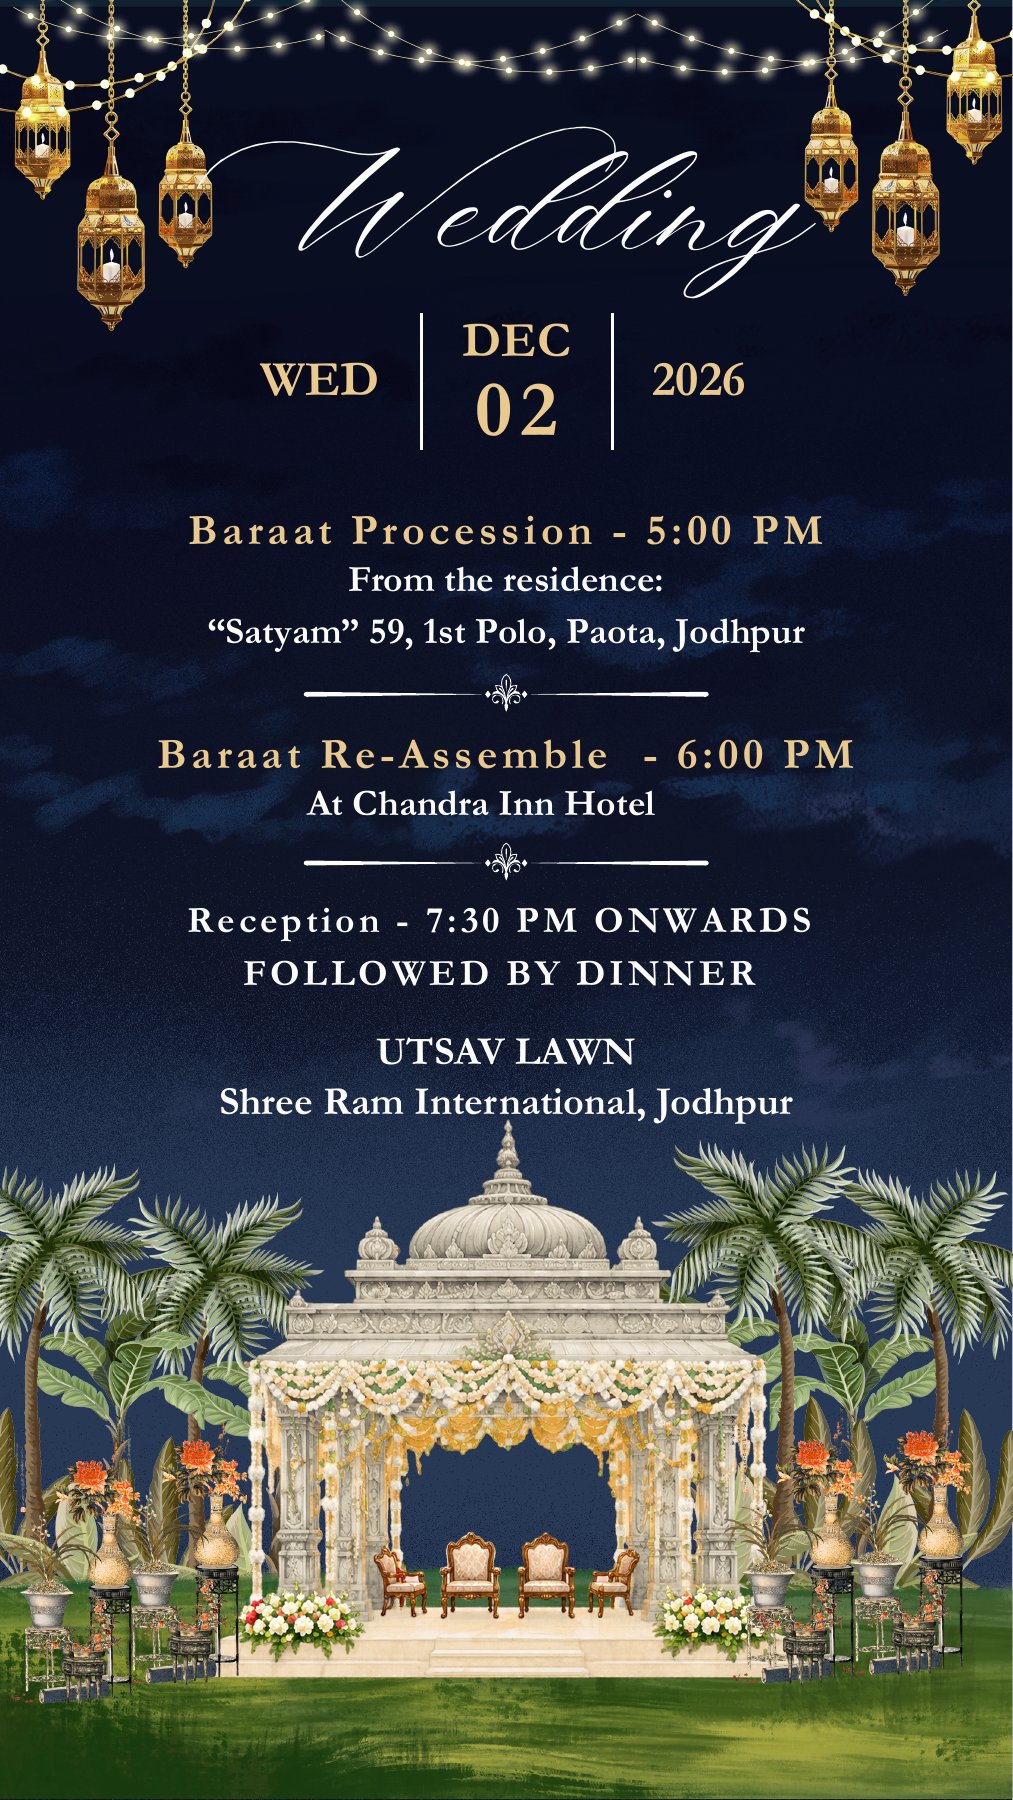 Wedding
WED
DEC
02
2026
Baraat Procession - 5:00 PM
From the residence:
“Satyam” 59, 1st Polo, Paota, Jodhpur
Baraat Re-Assemble - 6:00 PM
At Chandra Inn Hotel
Reception - 7:30 PM ONWARDS
FOLLOWED BY DINNER
UTSAV LAWN
Shree Ram International, Jodhpur